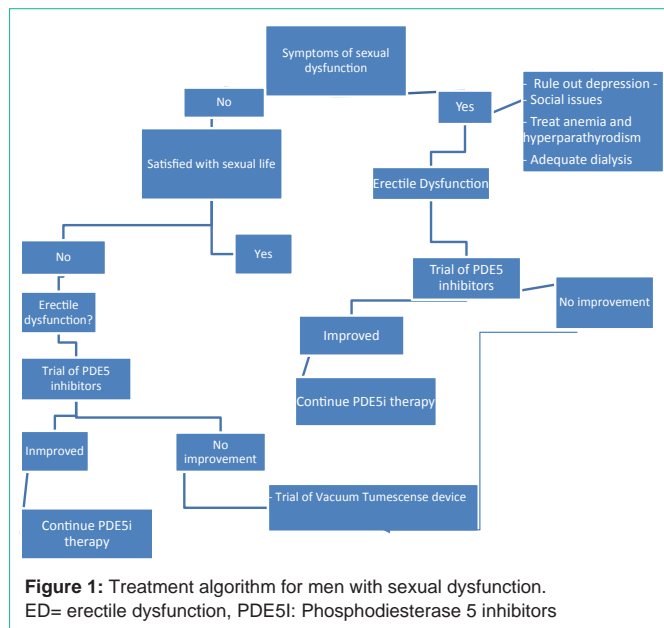 Symptoms of sexual
dysfunction
No
Yes
- Rule out depression -
- Social issues
- Treat anemia and
hyperparathyrodism
- Adequate dialysis
Satisfied with sexual life
Erectile Dysfunction
No
Yes
Trial of PDE5
inhibitors
No improvement
Erectile
dysfunction?
Improved
Trial of PDE5
inhibitors
Continue PDE5i therapy
Inmproved
No
improvement
- Trial of Vacuum Tumescense device
Continue PDE5i
therapy
Figure 1: Treatment algorithm for men with sexual dysfunction.
ED= erectile dysfunction, PDE5I: Phosphodiesterase 5 inhibitors